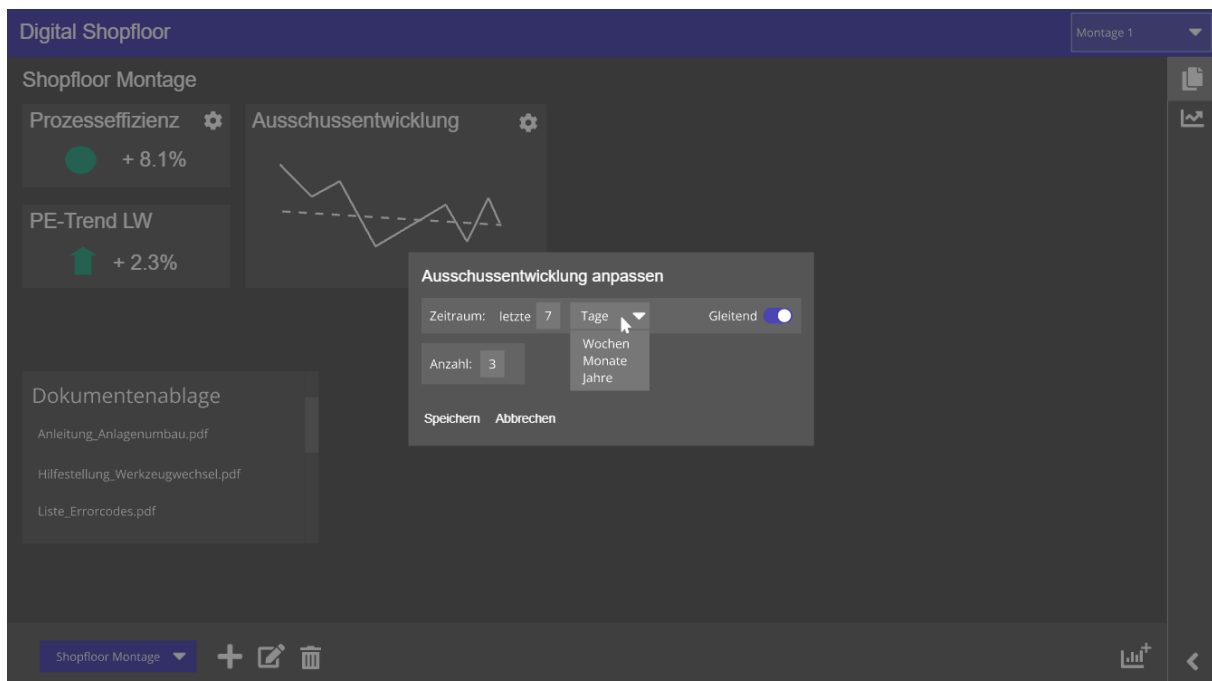 Digital Shopfloor
Montage 1
Shopfloor Montage
Prozesseffizienz
+ 8.1%
Ausschussentwicklung
PE-Trend LW
+ 2.3%
Ausschussentwicklung anpassen
Zeitraum: letzte 7 Tage Gleitend
Wochen
Monate
Jahre
Anzahl: 3
Speichern Abbrechen
Dokumentenablage
Anleitung_Anlagenumbau.pdf
Hilfestellung_Werkzeugwechsel.pdf
Liste_Errorcodes.pdf
Shopfloor Montage